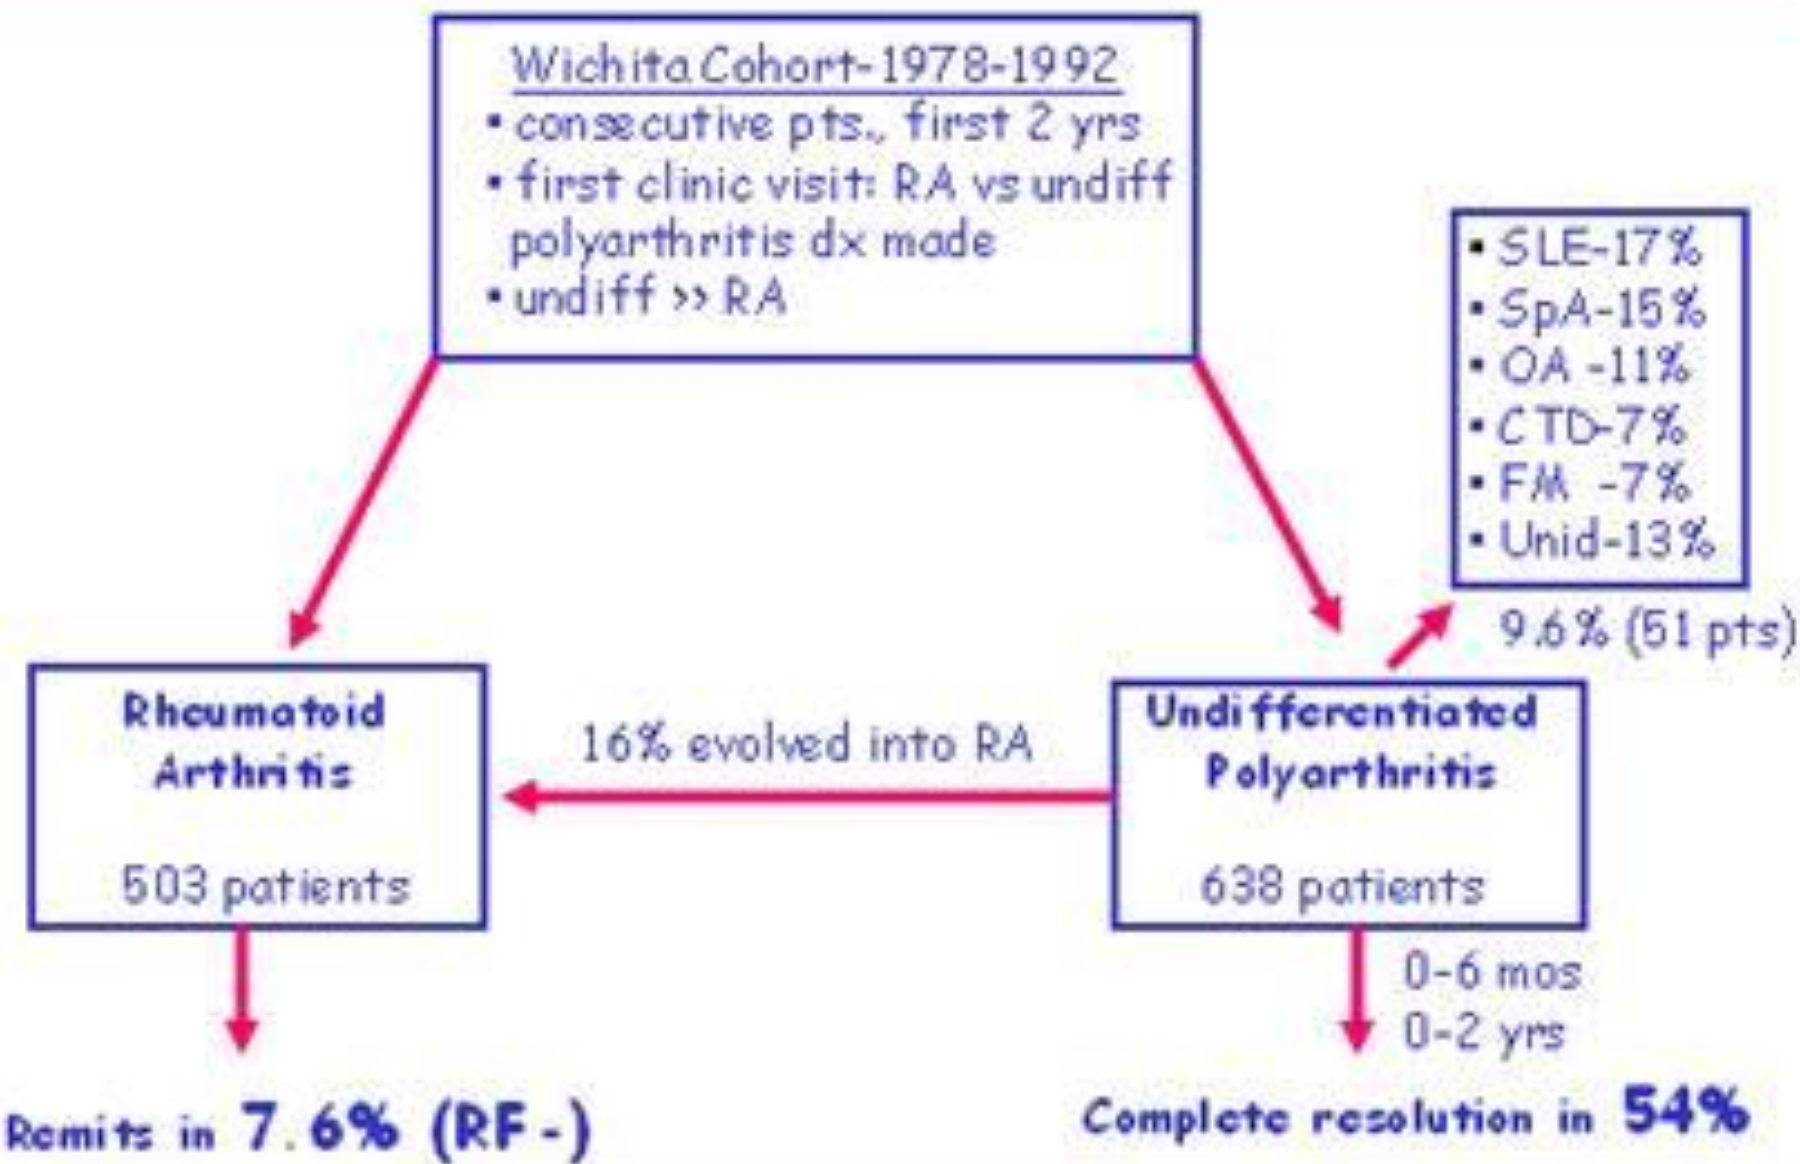 Wichita Cohort-1978-1992
▪ consecutive pts., first 2 yrs
▪ first clinic visit: RA vs undiff
polyarthritis dx made
▪ undiff >> RA
▪ SLE-17%
▪ SpA-15%
▪ OA -11%
▪ CTD-7%
▪ FM -7%
▪ Unid-13%
9.6% (51 pts)
Rheumatoid
Arthritis
503 patients
16% evolved into RA
Undifferentiated
Polyarthritis
638 patients
0-6 mos
0-2 yrs
Remits in 7.6% (RF-)
Complete resolution in 54%